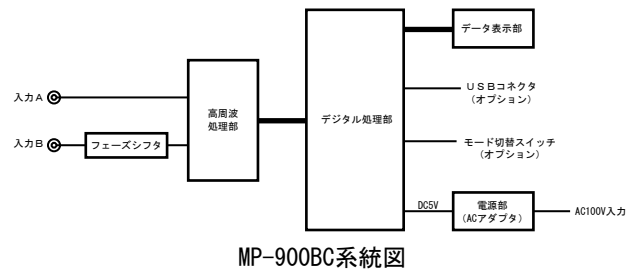 入力A
入力B
フェーズシフタ
高周波
処理部
デジタル処理部
データ表示部
USBコネクタ
(オプション)
モード切替スイッチ
(オプション)
DC5V
電源部
(ACアダプタ)
AC100V入力
MP-900BC系統図